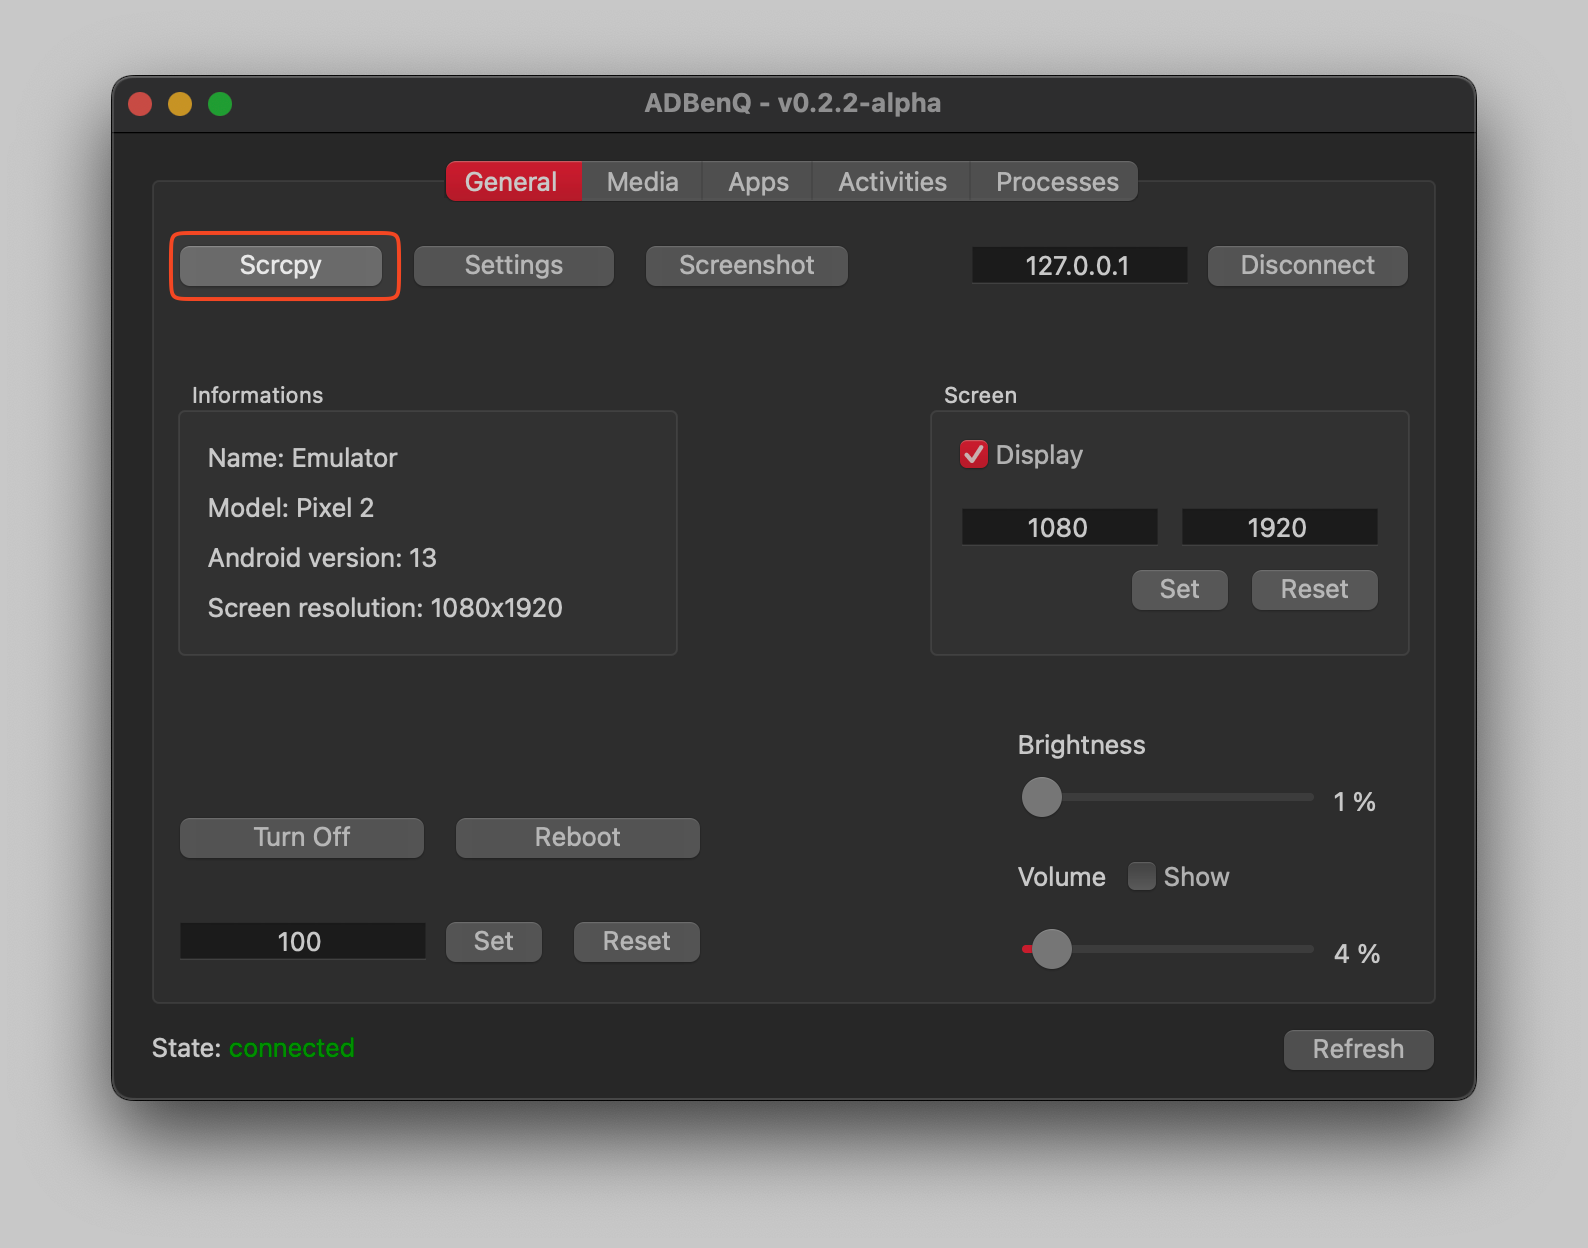 ADBenQ - v0.2.2-alpha
General Media Apps Activities Processes
Scrcpy Settings Screenshot 127.0.0.1 Disconnect
Informations
Name: Emulator
Model: Pixel 2
Android version: 13
Screen resolution: 1080x1920
Screen
Display
1080 1920
Set Reset
Brightness
1 %
Turn Off Reboot
Volume Show
100 Set Reset
4 %
State: connected
Refresh